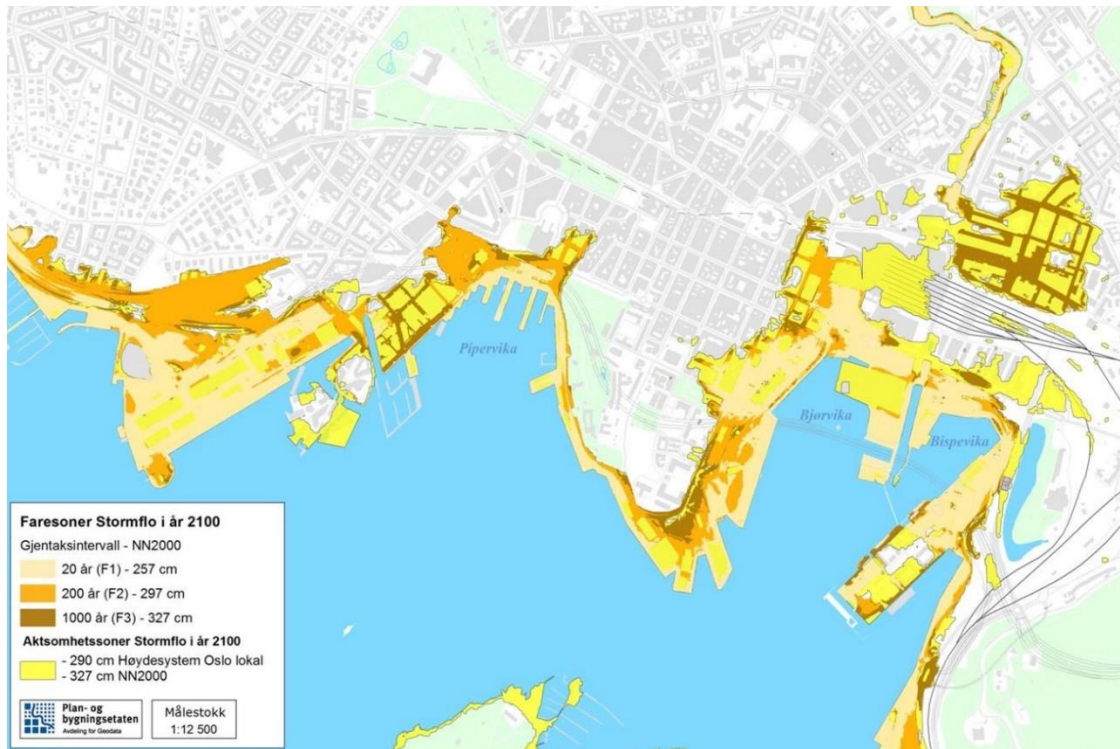 Pipervika
Bjørvika
Bispevika
Faresoner Stormflo i år 2100
Gjentaksintervall - NN2000
20 år (F1) - 257 cm
200 år (F2) - 297 cm
1000 år (F3) - 327 cm
Aktsomhetssoner Stormflo i år 2100
- 290 cm Høydesystem Oslo lokal
- 327 cm NN2000
Plan- og
bygningsetaten
Avdeling for Geodata
Målestokk
1:12 500